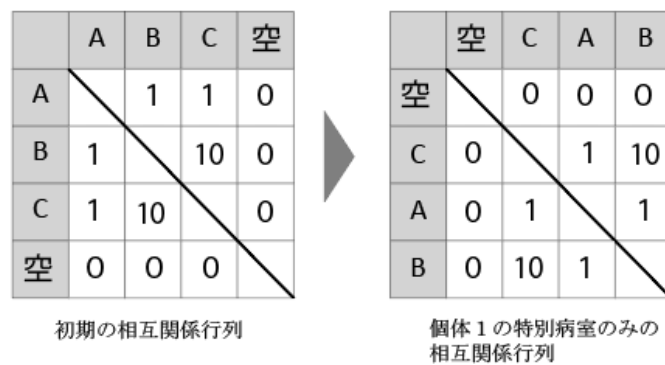 A B C 空
A 1 1 0
B 1 10 0
C 1 10 0
空 0 0 0
初期の相互関係行列
空 C A B
空 0 0 0
C 0 1 10
A 0 1 1
B 0 10 1
個体1の特別病室のみの
相互関係行列